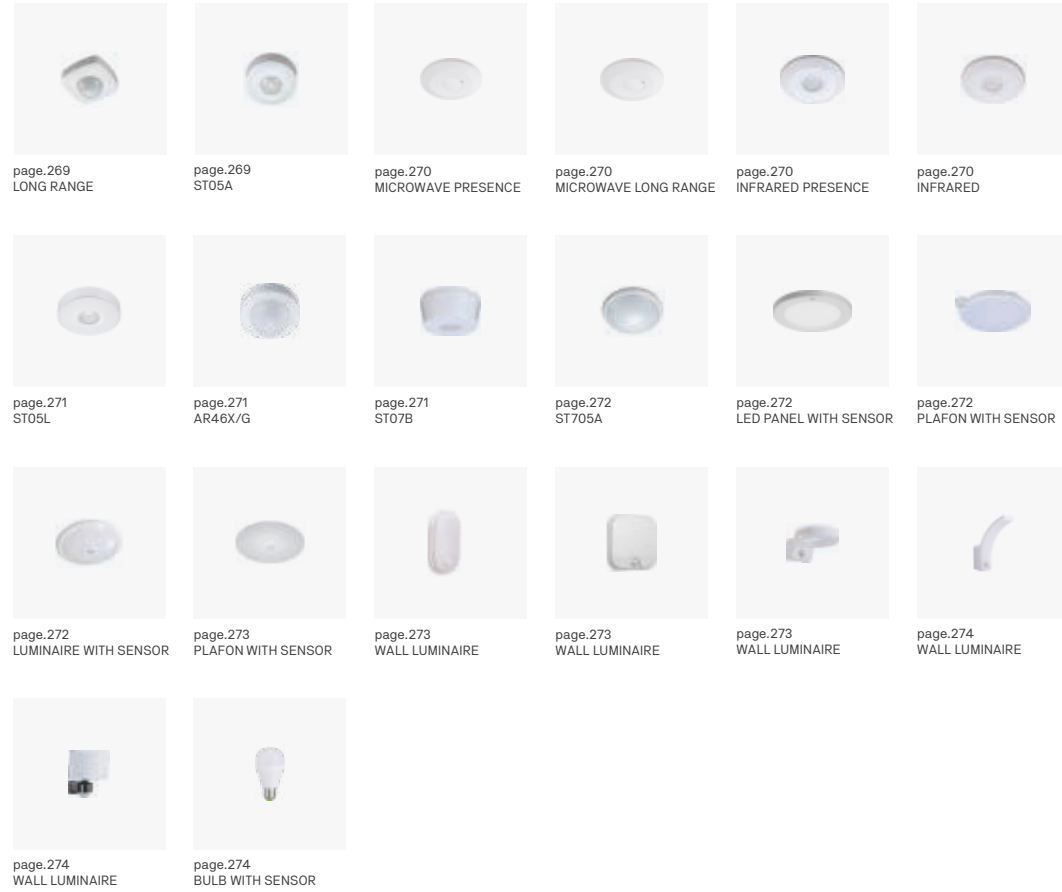 page.269
LONG RANGE
page.269
ST05A
page.270
MICROWAVE PRESENCE
page.270
MICROWAVE LONG RANGE
page.270
INFRARED PRESENCE
page.270
INFRARED
page.271
ST05L
page.271
AR46X/G
page.271
ST07B
page.272
ST705A
page.272
LED PANEL WITH SENSOR
page.272
PLAFON WITH SENSOR
page.272
LUMINAIRE WITH SENSOR
page.273
PLAFON WITH SENSOR
page.273
WALL LUMINAIRE
page.273
WALL LUMINAIRE
page.273
WALL LUMINAIRE
page.274
WALL LUMINAIRE
page.274
WALL LUMINAIRE
page.274
BULB WITH SENSOR